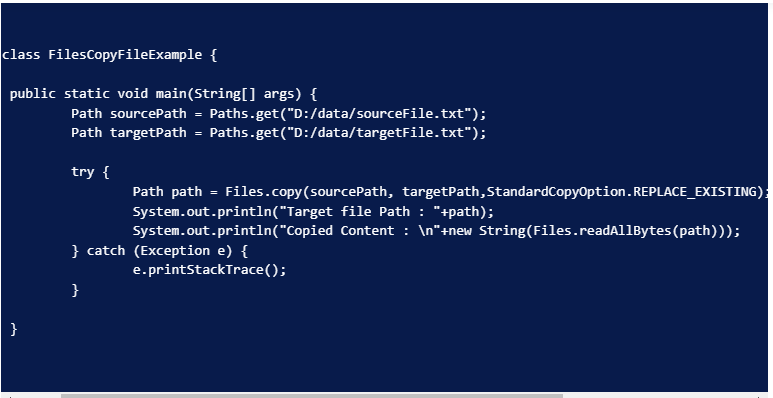 class FilesCopyFileExample {
public static void main(String[] args) {
Path sourcePath = Paths.get("D:/data/sourceFile.txt");
Path targetPath = Paths.get("D:/data/targetFile.txt");
try {
Path path = Files.copy(sourcePath, targetPath,StandardCopyOption.REPLACE_EXISTING);
System.out.println("Target file Path : "+path);
System.out.println("Copied Content : \n"+new String(Files.readAllBytes(path)));
} catch (Exception e) {
e.printStackTrace();
}
}